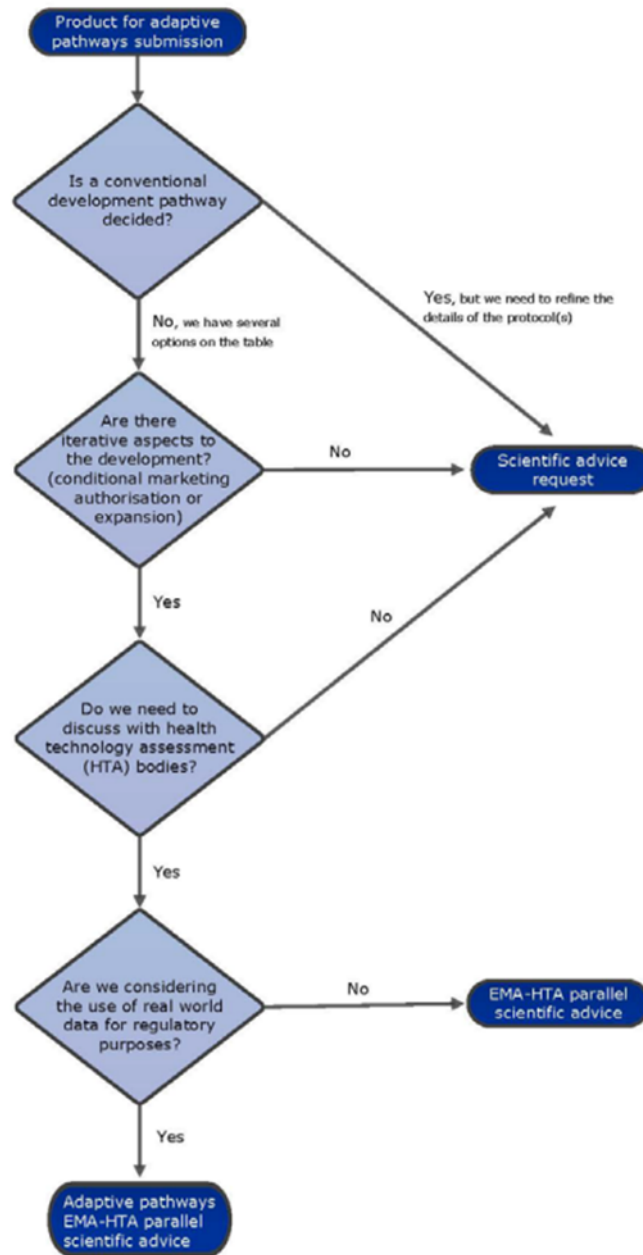 Product for adaptive
pathways submission
Is a conventional
development pathway
decided?
Yes, but we need to refine the
details of the protocol(s)
No, we have several
options on the table
Are there
iterative aspects to
the development?
(conditional marketing
authorisation or
expansion)
No
Scientific advice
request
Yes
No
Do we need to
discuss with health
technology assessment
(HTA) bodies?
Yes
Are we considering
the use of real world
data for regulatory
purposes?
No
EMA-HTA parallel
scientific advice
Yes
Adaptive pathways
EMA-HTA parallel
scientific advice